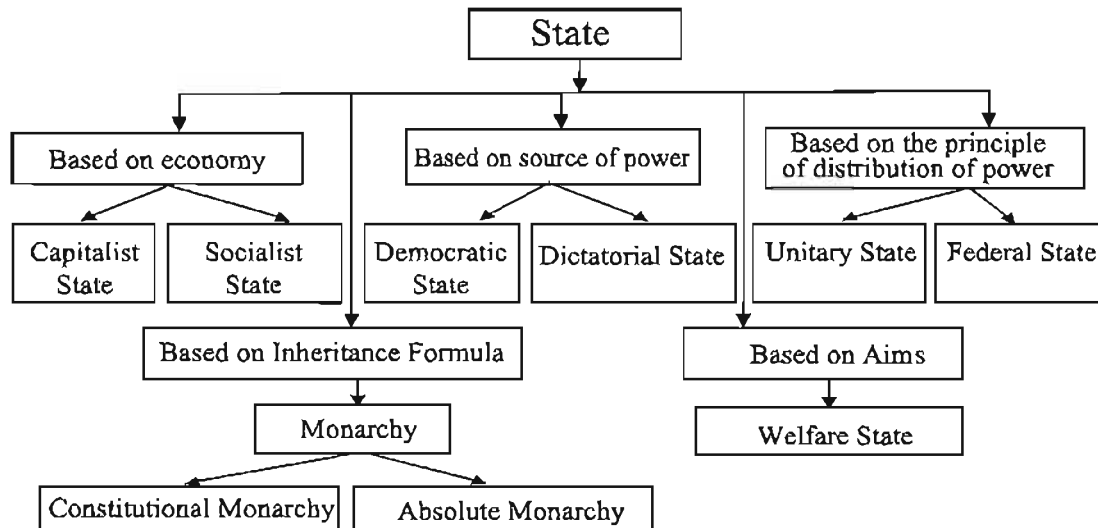 State
Based on economy
Based on source of power
Based on the principle
of distribution of power
Capitalist
State
Socialist
State
Democratic
State
Dictatorial State
Unitary State
Federal State
Based on Inheritance Formula
Based on Aims
Monarchy
Welfare State
Constitutional Monarchy
Absolute Monarchy